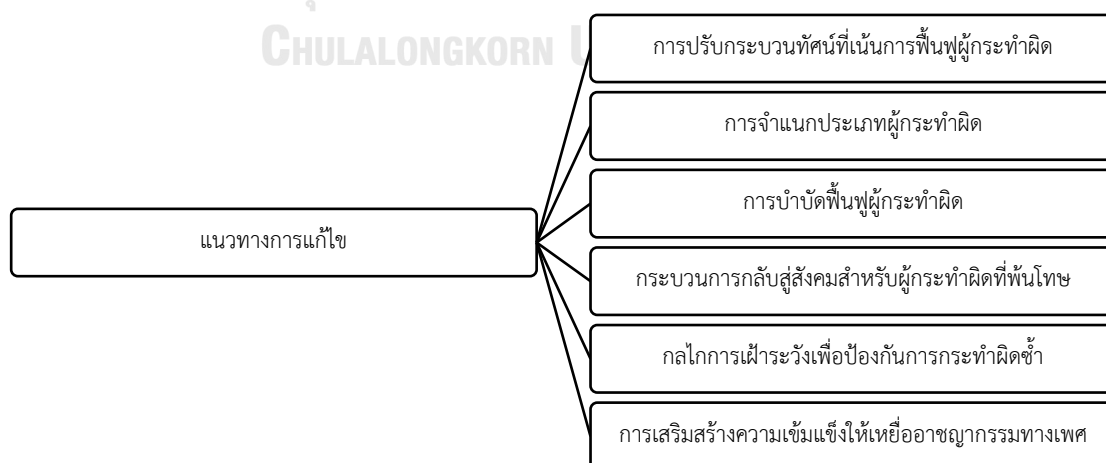 CHULALONGKORN U
การปรับกระบวนทัศน์ที่เน้นการฟื้นฟูผู้กระทำผิด
การจำแนกประเภทผู้กระทำผิด
การบำบัดฟื้นฟูผู้กระทำผิด
แนวทางการแก้ไข
กระบวนการกลับสู่สังคมสำหรับผู้กระทำผิดที่พ้นโทษ
กลไกการเฝ้าระวังเพื่อป้องกันการกระทำผิดซ้ำ
การเสริมสร้างความเข้มแข็งให้เหยื่ออาชญากรรมทางเพศ